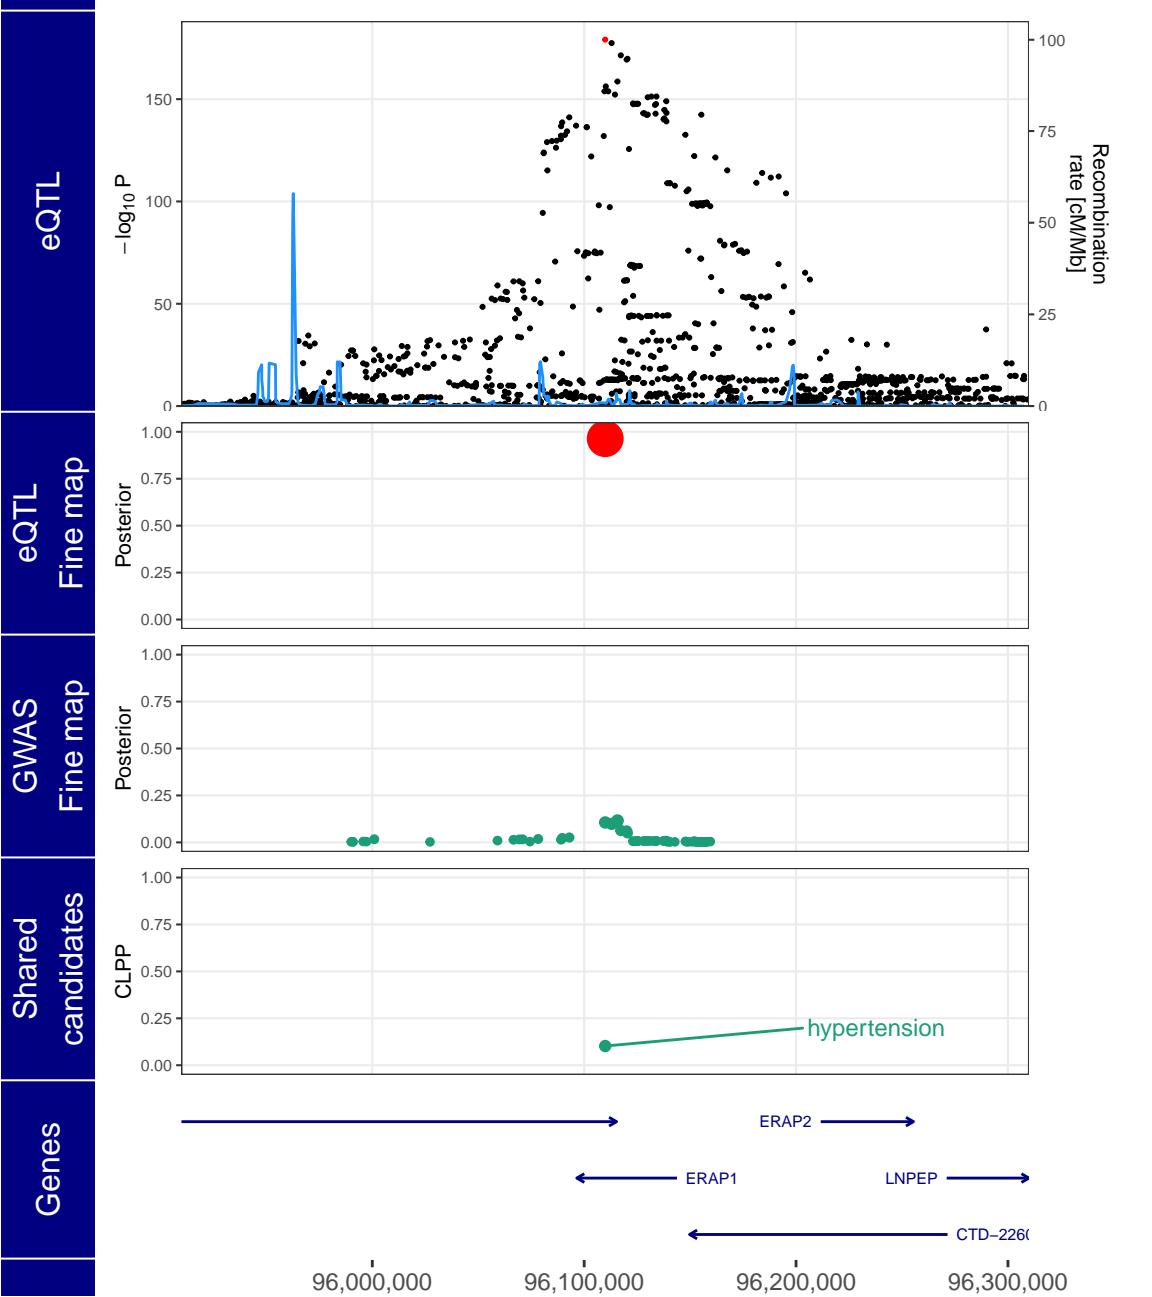 eQTL
−log10 P
150
100
50
0
100
75
50
25
0
Recombination
rate [cM/Mb]
eQTL
Fine map
Posterior
1.00
0.75
0.50
0.25
0.00
GWAS
Fine map
Posterior
1.00
0.75
0.50
0.25
0.00
Shared
candidates
CLPP
1.00
0.75
0.50
0.25
0.00
hypertension
Genes
ERAP2
ERAP1
LNPEP
CTD−226
96,000,000
96,100,000
96,200,000
96,300,000